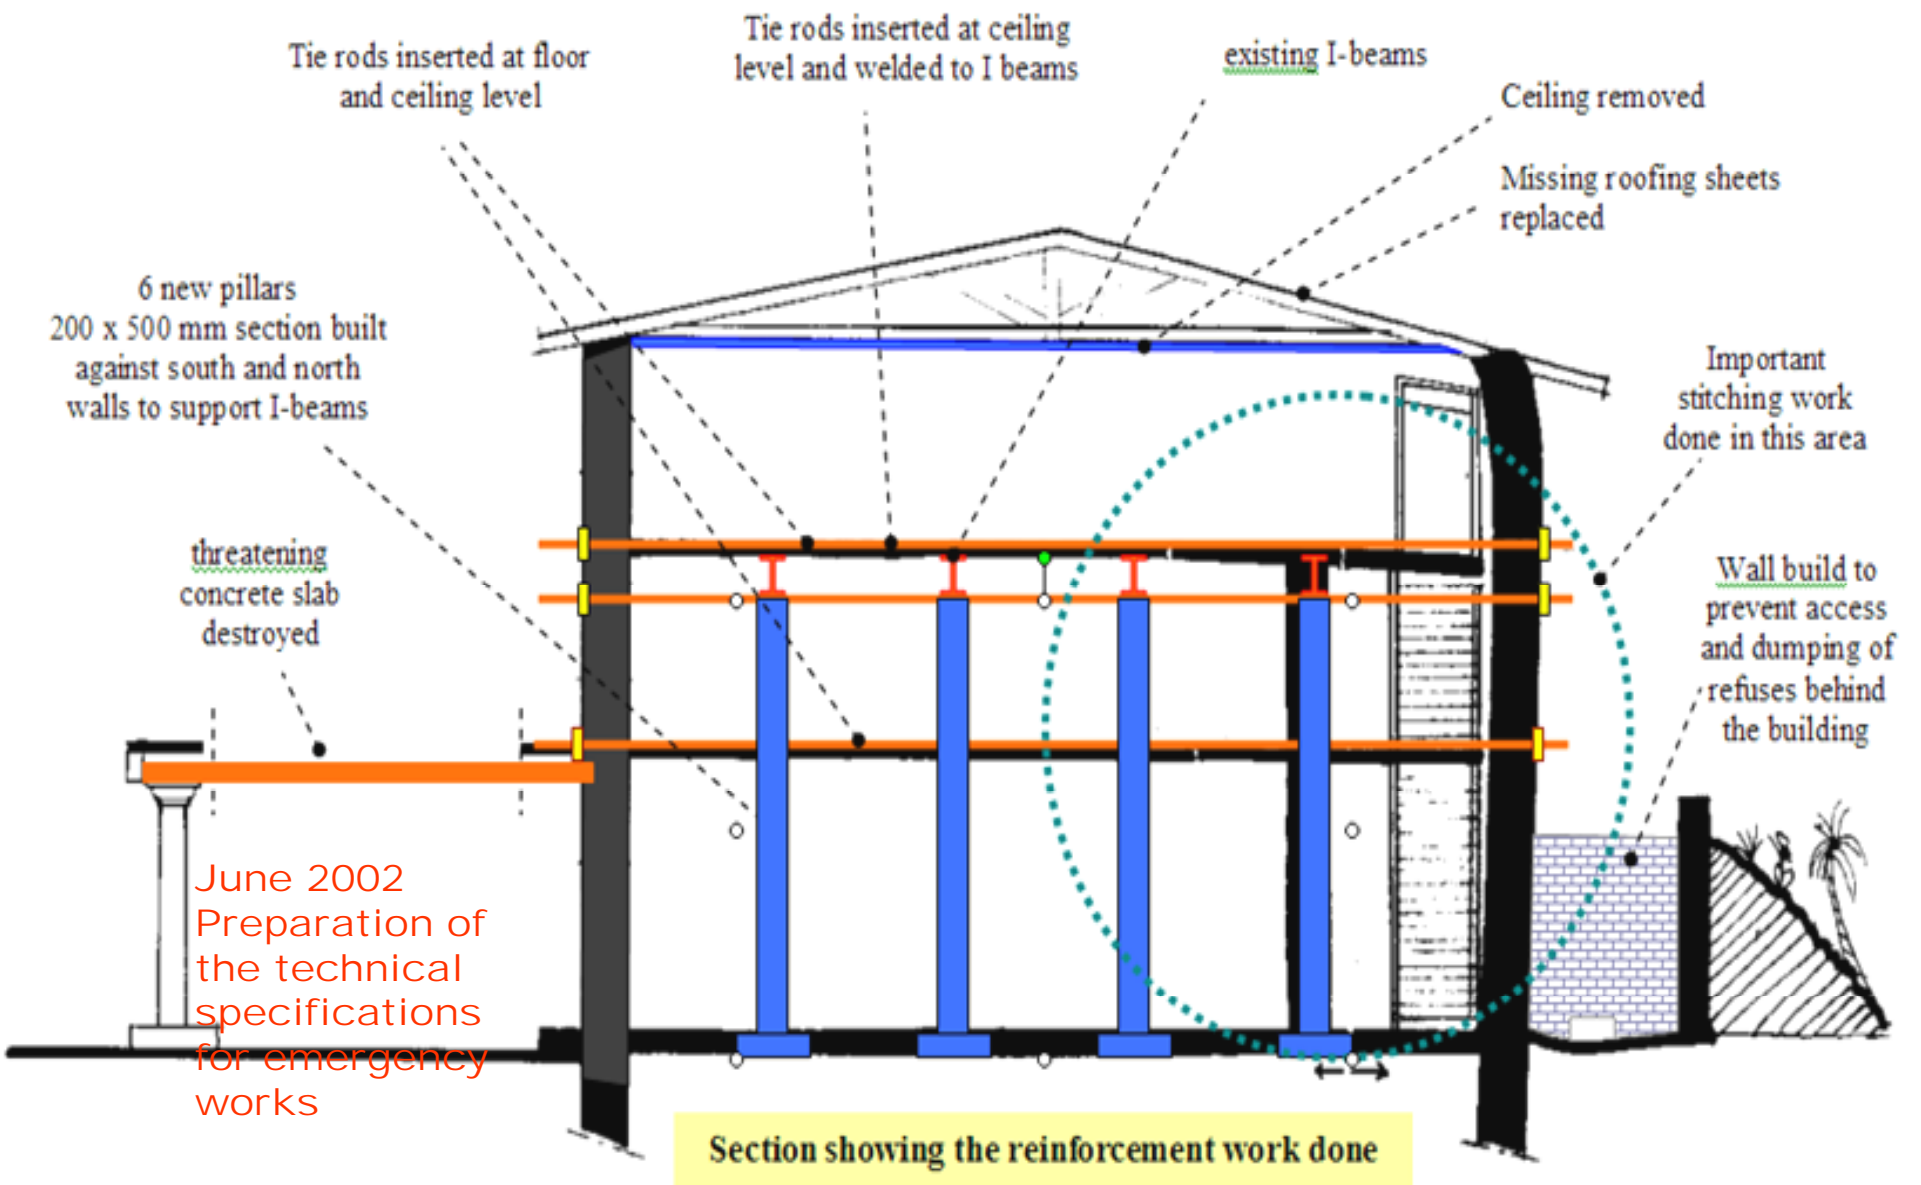 Tie rods inserted at floor
and ceiling level
Tie rods inserted at ceiling
level and welded to I beams
existing I-beams
Ceiling removed
Missing roofing sheets
replaced
6 new pillars
200 x 500 mm section built
against south and north
walls to support I-beams
Important
stitching work
done in this area
threatening
concrete slab
destroyed
Wall build to
prevent access
and dumping of
refuses behind
the building
June 2002
Preparation of
the technical
specifications
for emergency
works
Section showing the reinforcement work done